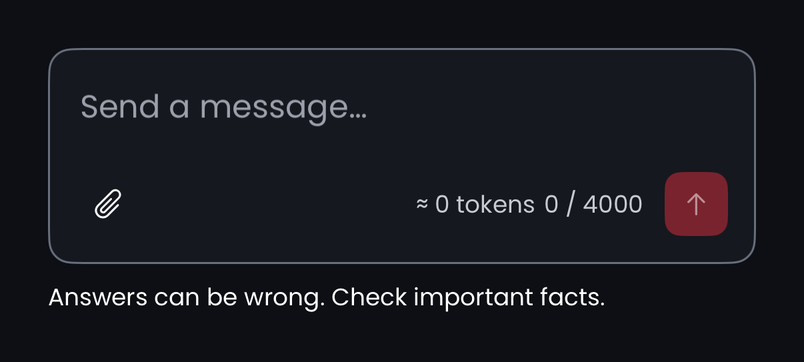 Send a message...
≈ 0 tokens 0 / 4000
Answers can be wrong. Check important facts.